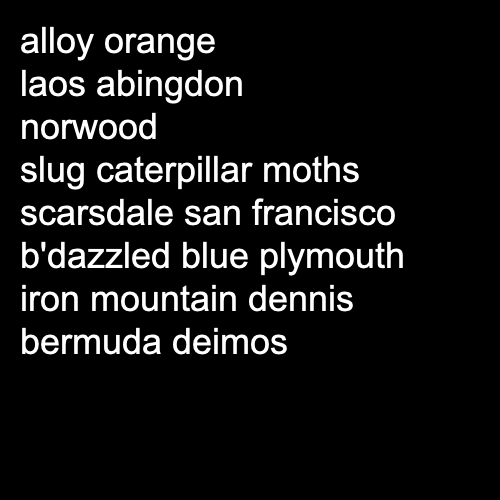 alloy orange
laos abingdon
norwood
slug caterpillar moths
scarsdale san francisco
b'dazzled blue plymouth
iron mountain dennis
bermuda deimos